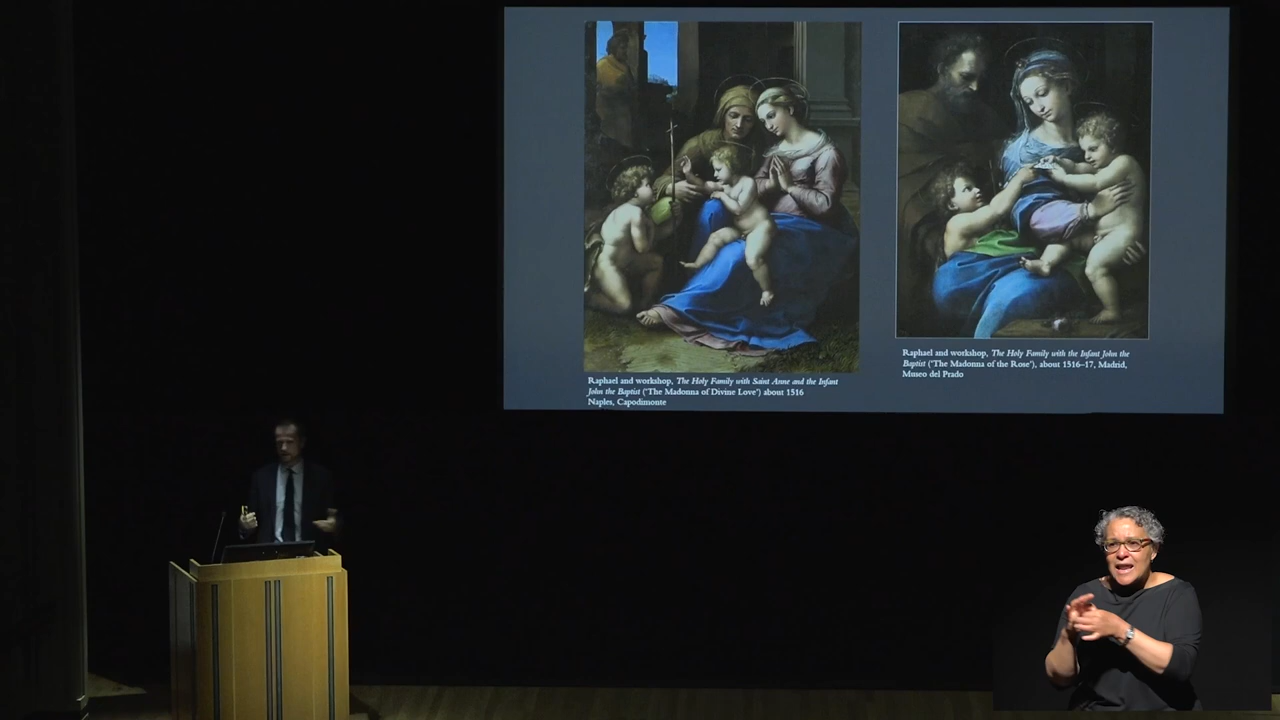 Raphael and workshop, The Holy Family with Saint Anne and the Infant
John the Baptist ('The Madonna of Divine Love') about 1516
Naples, Capodimonte
Raphael and workshop, The Holy Family with the Infant John the
Baptist ('The Madonna of the Rose'), about 1516–17, Madrid,
Museo del Prado